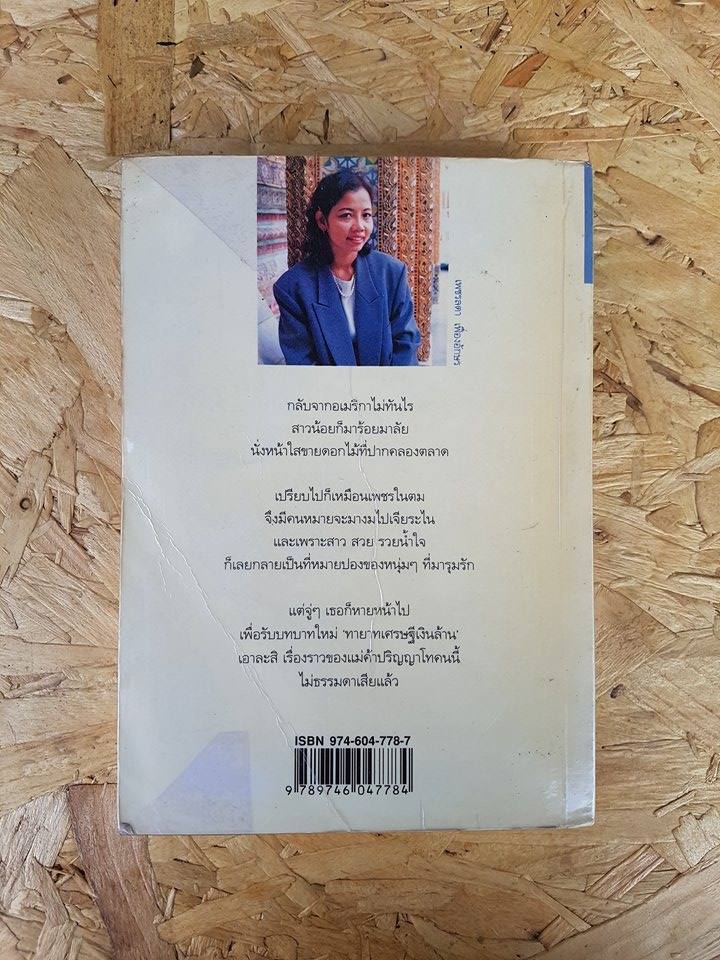 เพชรลดา เฟื่องอักษร
กลับจากอเมริกาไม่ทันไร
สาวน้อยก็มาร้อยมาลัย
นั่งหน้าใสขายดอกไม้ที่ปากคลองตลาด
เปรียบไปก็เหมือนเพชรในตม
จึงมีคนหมายจะมางมไปเจียระไน
และเพราะสาว สวย รวยน้ำใจ
ก็เลยกลายเป็นที่หมายปองของหนุ่มๆ ที่มารุมรัก
แต่จู่ๆ เธอก็หายหน้าไป
เพื่อรับบทบาทใหม่ ‘ทายาทเศรษฐีเงินล้าน’
เอาละสิ เรื่องราวของแม่ค้าปริญญาโทคนนี้
ไม่ธรรมดาเสียแล้ว
ISBN 974-604-778-7
9 789746 047784